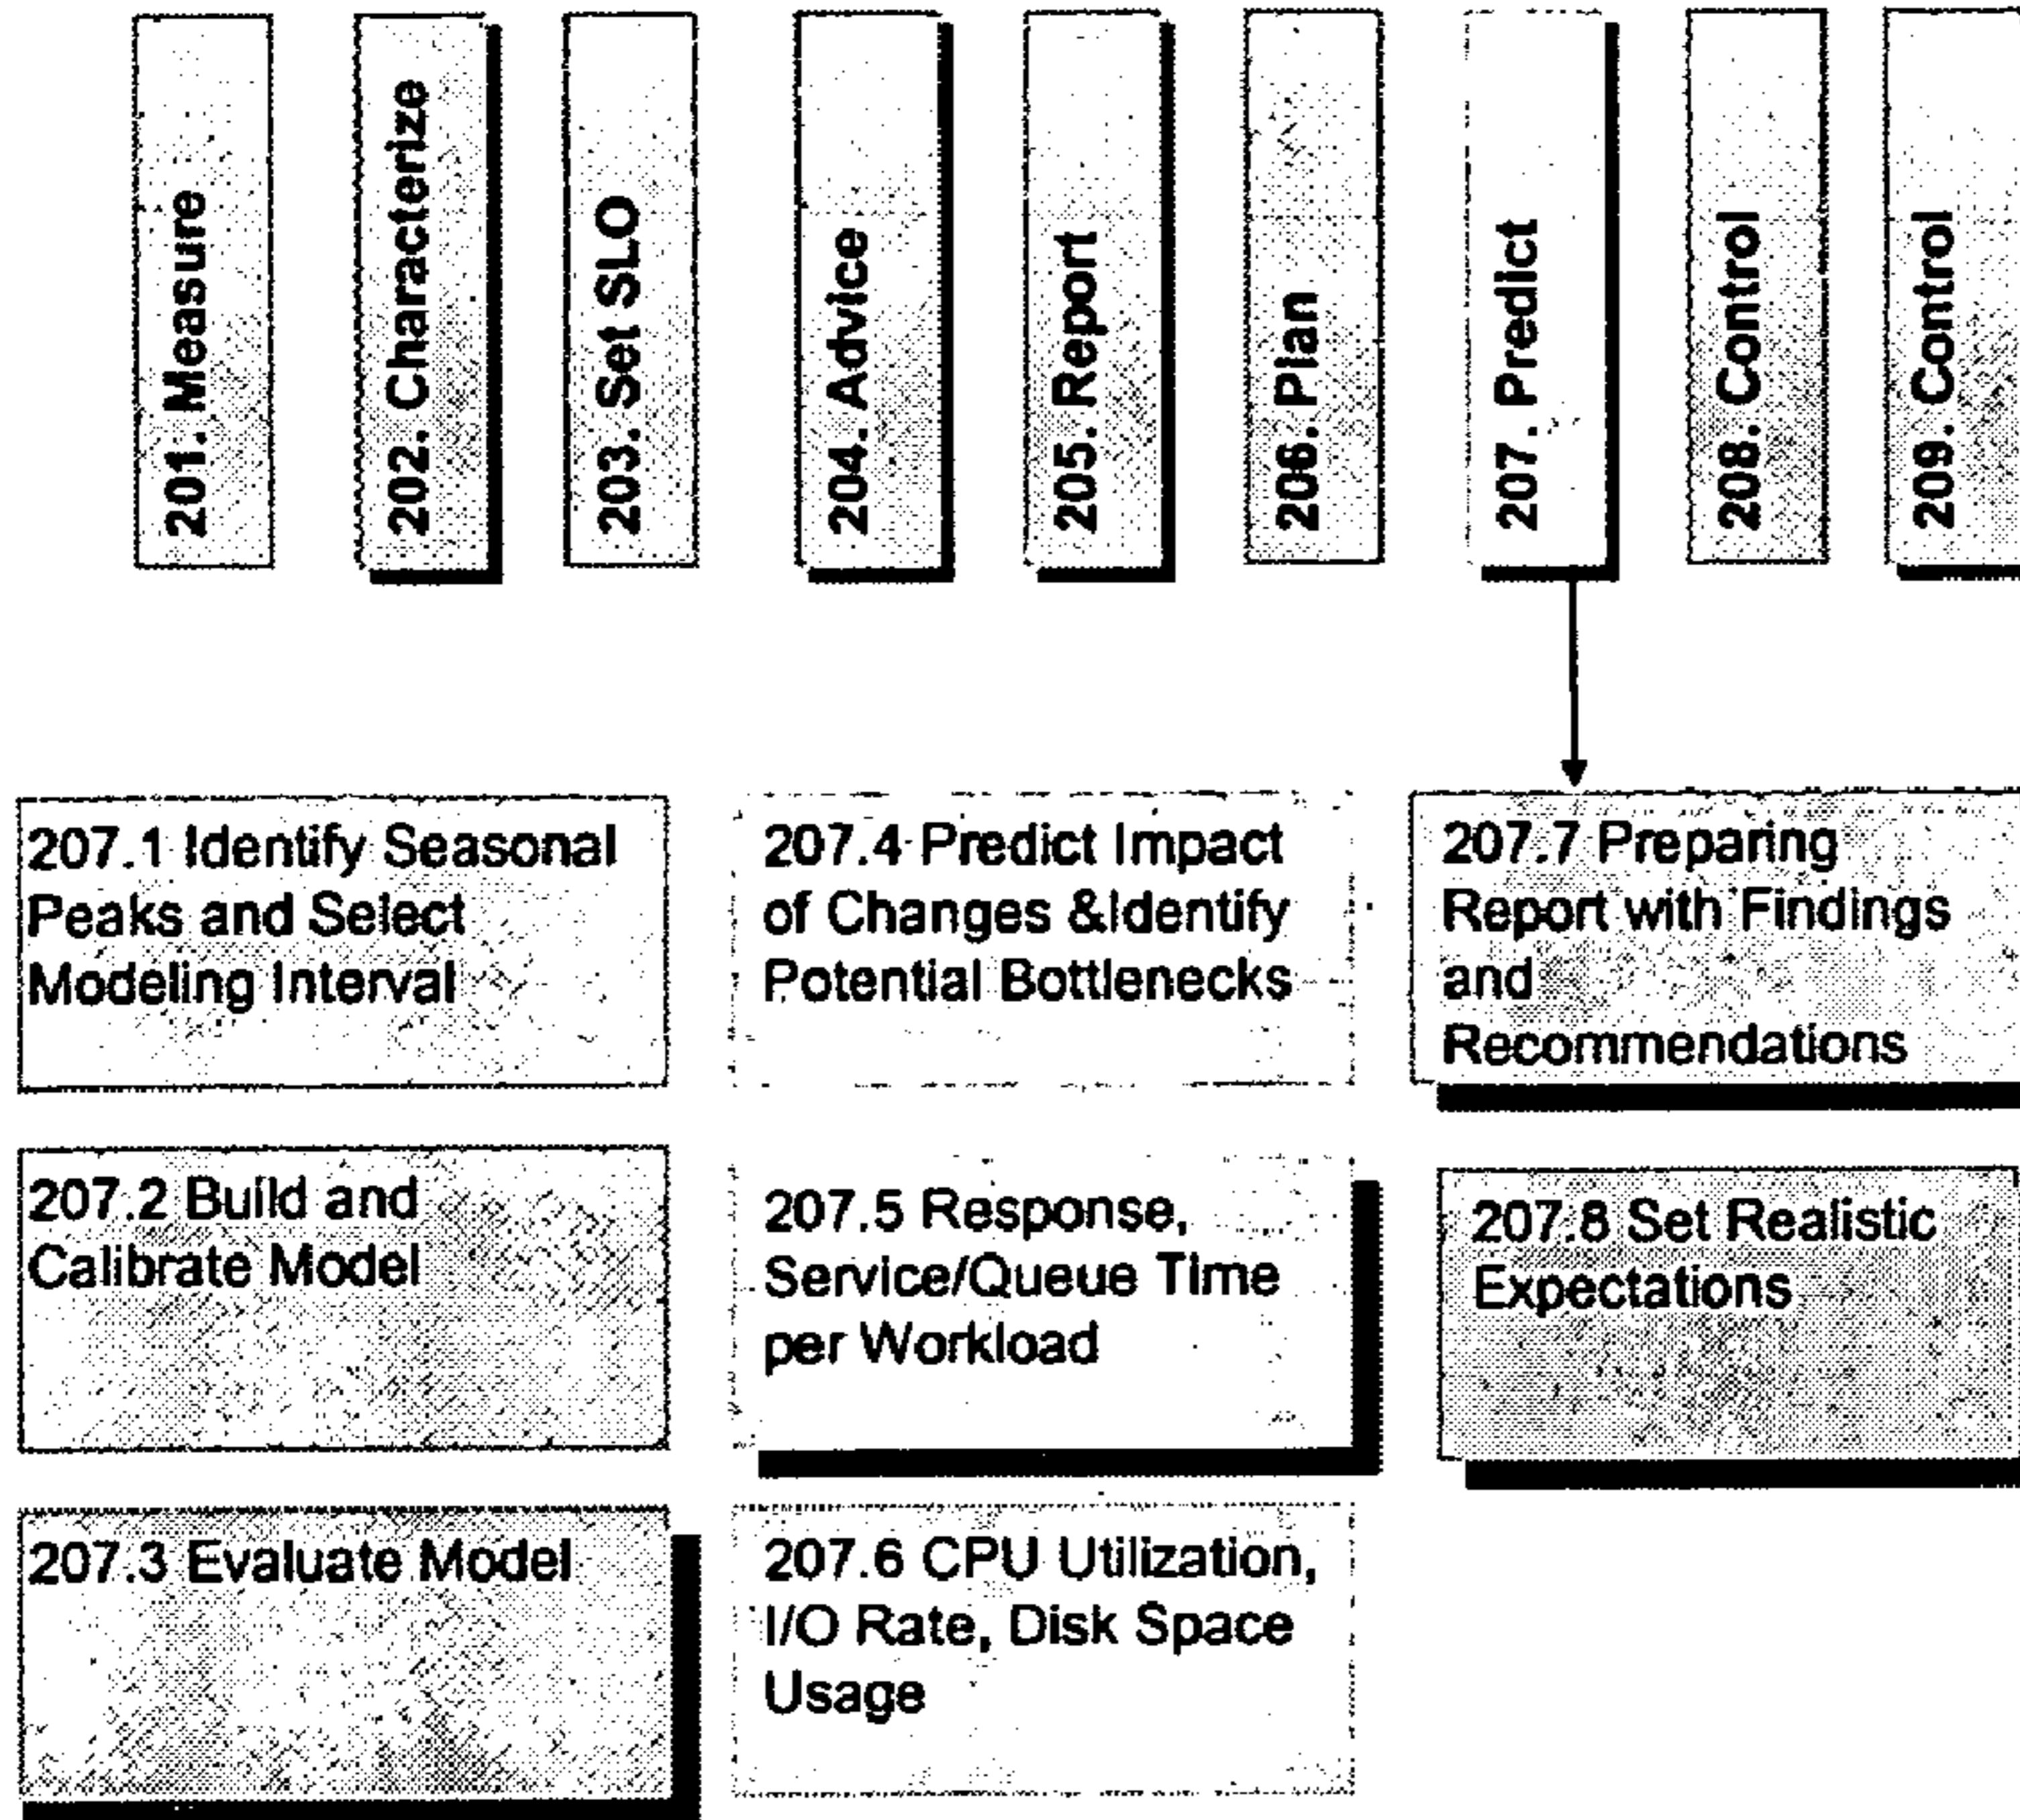 201. Measure
202. Characterize
203. Set SLO
204. Advice
205. Report
206. Plan
207. Predict
208. Control
209. Control
207.1 Identify Seasonal
Peaks and Select
Modeling Interval
207.2 Build and
Calibrate Model
207.3 Evaluate Model
207.4 Predict Impact
of Changes &Identify
Potential Bottlenecks
207.5 Response,
Service/Queue Time
per Workload
207.6 CPU Utilization,
I/O Rate, Disk Space
Usage
207.7 Preparing
Report with Findings
and
Recommendations
207.8 Set Realistic
Expectations